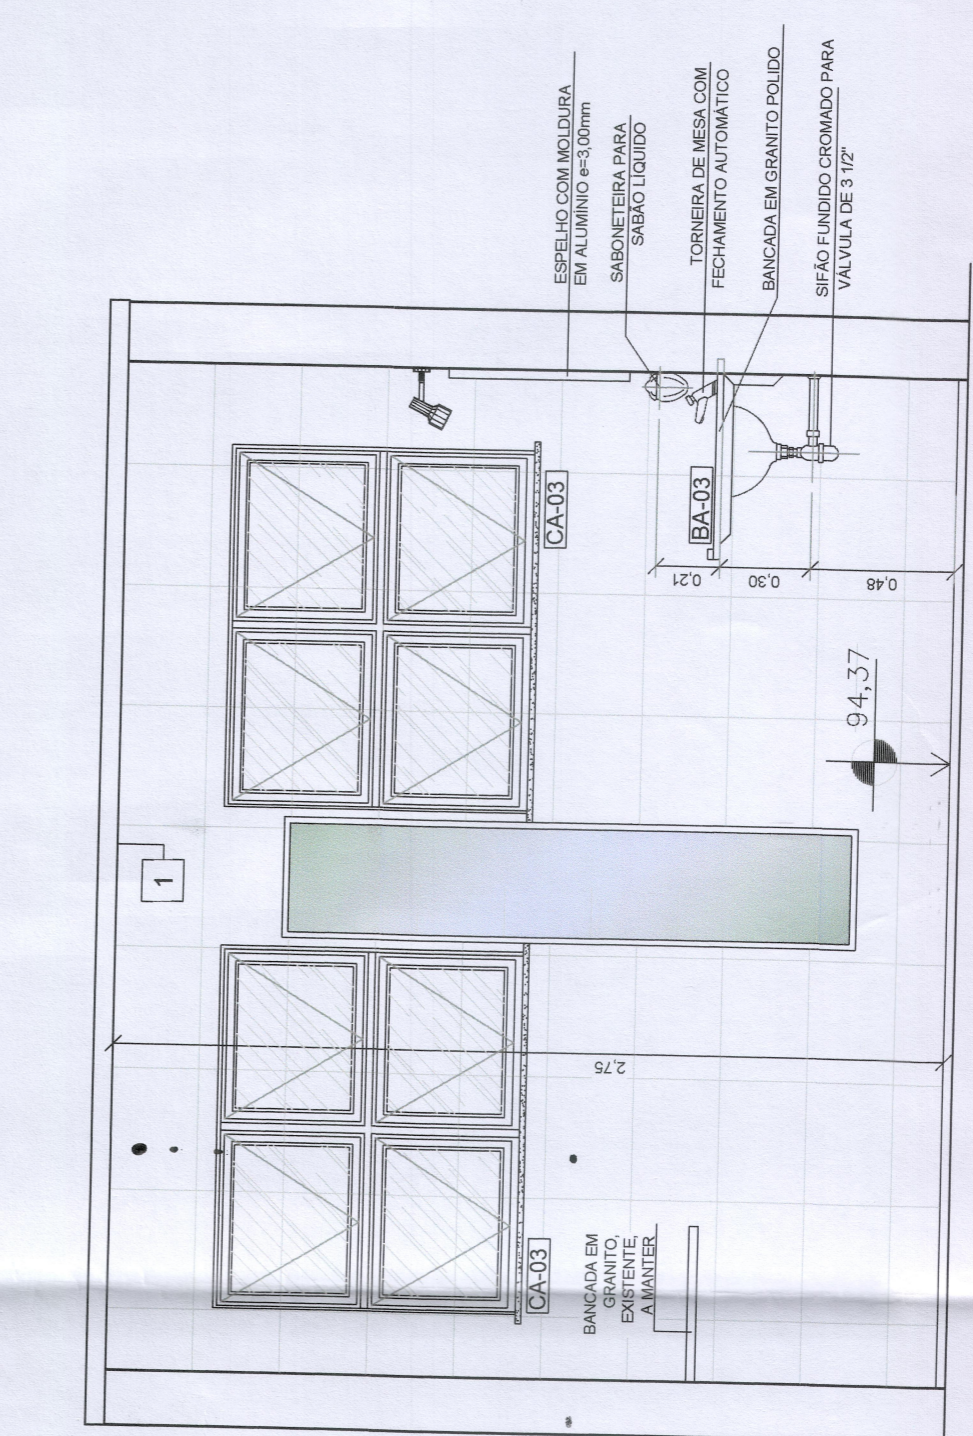 ESPELHO COM MOLDURA
EM ALUMÍNIO e=3,00mm
SABONETEIRA PARA
SABÃO LÍQUIDO
TORNEIRA DE MESA COM
FECHAMENTO AUTOMÁTICO
BANCADA EM GRANITO POLIDO
SIFÃO FUNDIDO CROMADO PARA
VÁLVULA DE 3 1/2"
CA-03
BA-03
0,21
0,30
0,48
94,37
1
2,75
CA-03
BANCADA EM
GRANITO,
EXISTENTE,
A MANTER